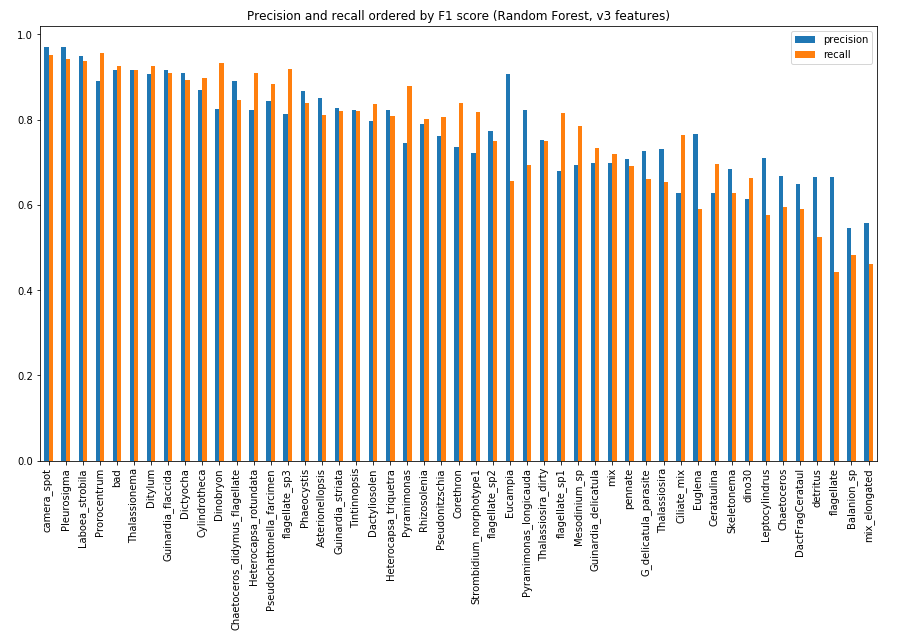 Precision and recall ordered by F1 score (Random Forest, v3 features)
precision
recall
1.0
0.8
0.6
0.4
0.2
0.0
camera_spot
Pleurosigma
Laboea_strobila
Prorocentrum
bad
Thalassionema
Ditylum
Guinardia_flaccida
Dictyocha
Cylindrotheca
Dinobryon
Chaetoceros_didymus_flagellate
Heterocapsa_rotundata
Pseudochattonella_farcimen
flagellate_sp3
Phaeocystis
Asterionellopsis
Guinardia_striata
Tintinnopsis
Dactyliosolen
Heterocapsa_triquetra
Pyramimonas
Rhizosolenia
Pseudonitzschia
Corethron
Strombidium_morphotype1
flagellate_sp2
Eucampia
Pyramimonas_longicauda
Thalassiosira_dirty
flagellate_sp1
Mesodinium_sp
Guinardia_delicatula
mix
pennate
G_delicatula_parasite
Thalassiosira
Ciliate_mix
Euglena
Cerataulina
Skeletonema
dino30
Leptocylindrus
Chaetoceros
DactFragCerataul
detritus
flagellate
Balanion_sp
mix_elongated